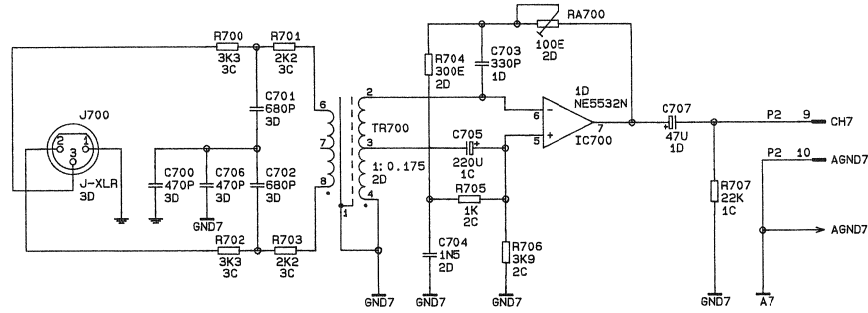 R700
3K3
3C
R701
2K2
3C
J700
2
1
3
J-XLR
3D
C701
680P
3D
C700
470P
3D
C706
470P
3D
GND7
C702
680P
3D
R702
3K3
3C
R703
2K2
3C
6
7
8
2
3
4
1
TR700
1: 0.175
2D
GND7
R704
300E
2D
C703
330P
1D
RA700
100E
2D
C705
+
220U
1C
R705
1K
2C
C704
1N5
2D
GND7
R706
3K9
2C
GND7
1D
NE5532N
6
5
7
-
+
IC700
C707
+
47U
1D
R707
22K
1C
GND7
P2 9 CH7
P2 10 AGND7
AGND7
A7